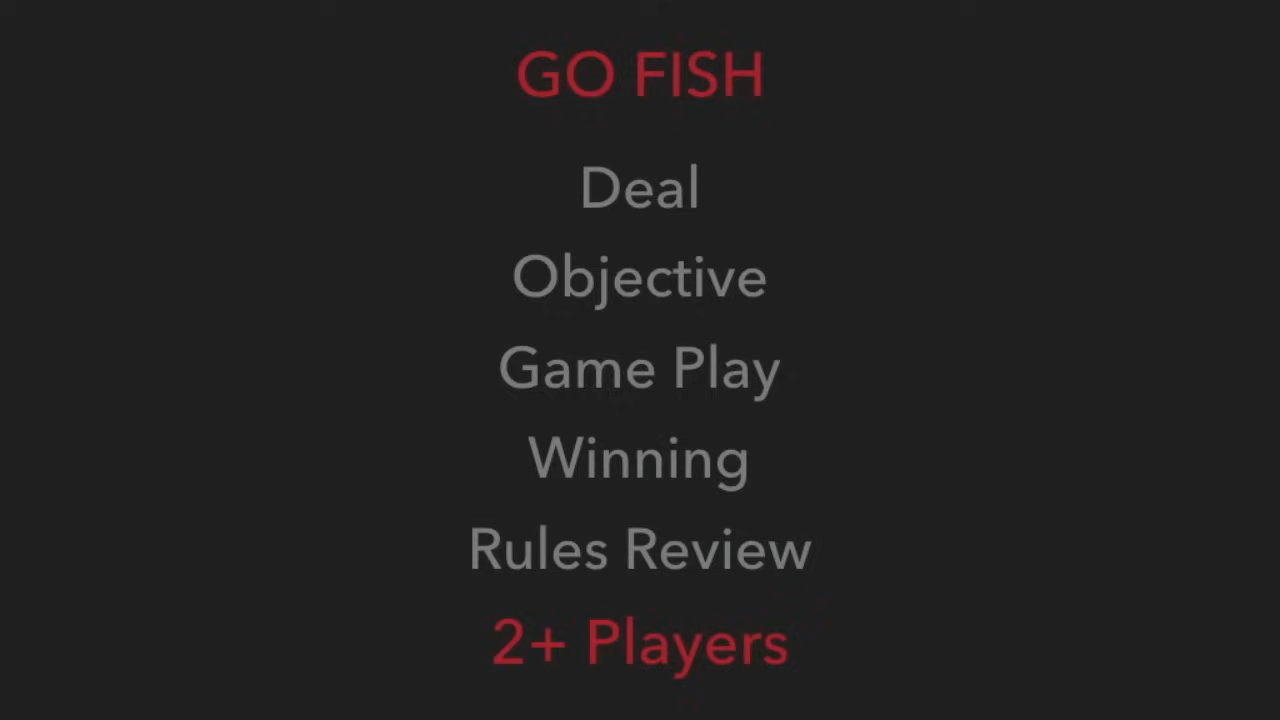 GO FISH
Deal
Objective
Game Play
Winning
Rules Review
2+ Players